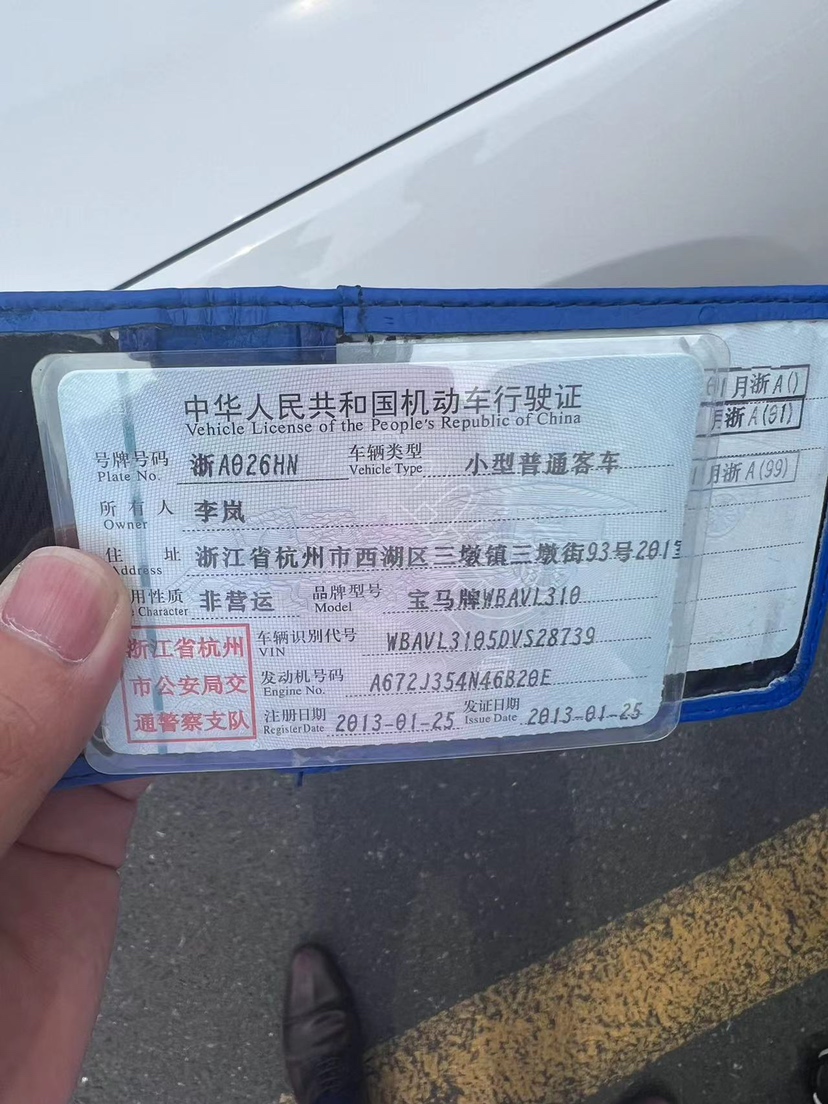 中华人民共和国机动车行驶证
Vehicle License of the People's Republic of China
号牌号码 浙A026HN 车辆类型 小型普通客车
Plate No. Vehicle Type
所有人 李岚
Owner
住址 浙江省杭州市西湖区三墩镇三墩街93号201室
Address
用性质 非营运 品牌型号 宝马牌WBAVL310
Character Model
浙江省杭州
市公安局交
通警察支队
车辆识别代号 WBAVL3105DVS28739
VIN
发动机号码 A672J354N46B20E
Engine No.
注册日期 2013-01-25 发证日期 2013-01-25
Register Date Issue Date
月浙A()
月浙A(01)
月浙A(99)